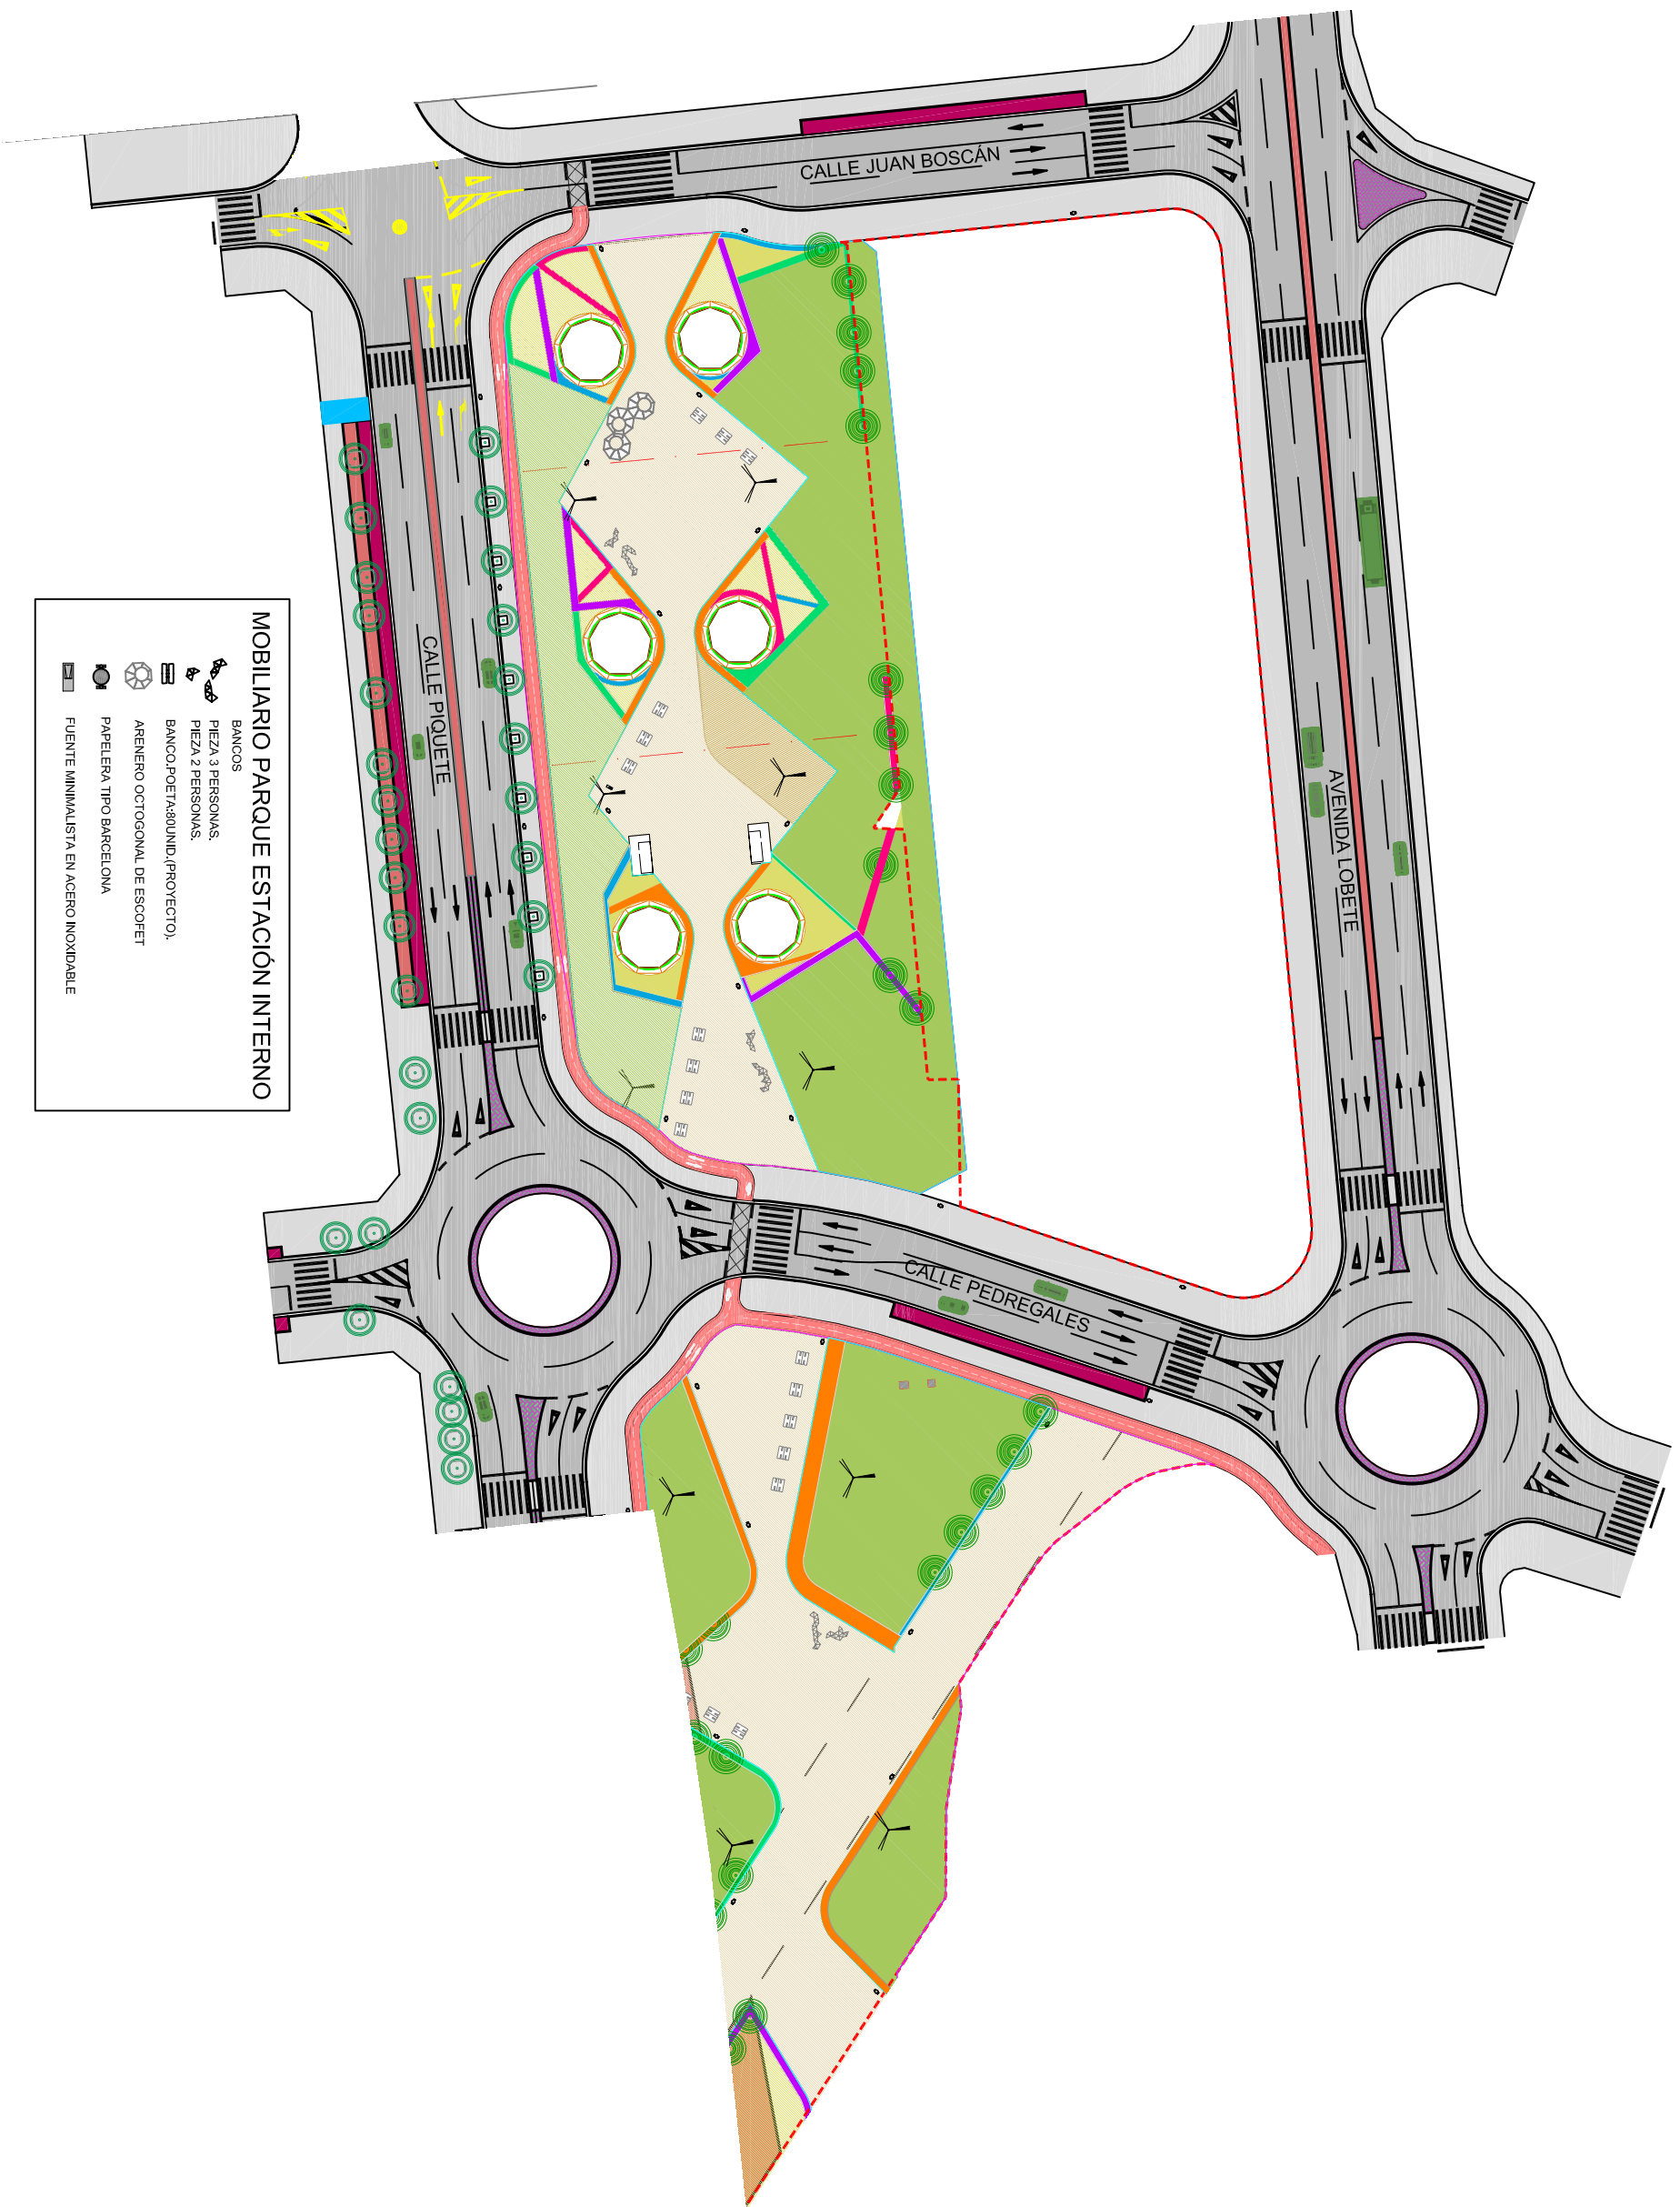 CALLE JUAN BOSCÁN
AVENIDA LOBETE
CALLE PIQUETE
CALLE PEDREGALES
MOBILIARIO PARQUE ESTACIÓN INTERNO
BANCOS
PIEZA 3 PERSONAS.
PIEZA 2 PERSONAS.
BANCO.POETA:80UNID.(PROYECTO).
ARENERO OCTOGONAL DE ESCOFET
PAPELERA TIPO BARCELONA
FUENTE MINIMALISTA EN ACERO INOXIDABLE